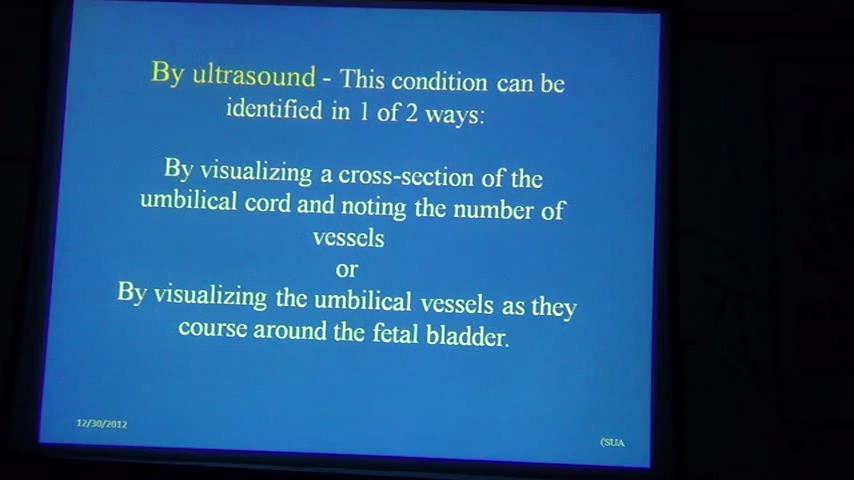 By ultrasound - This condition can be
identified in 1 of 2 ways:
By visualizing a cross-section of the
umbilical cord and noting the number of
vessels
or
By visualizing the umbilical vessels as they
course around the fetal bladder.
12/30/2012
(SUA